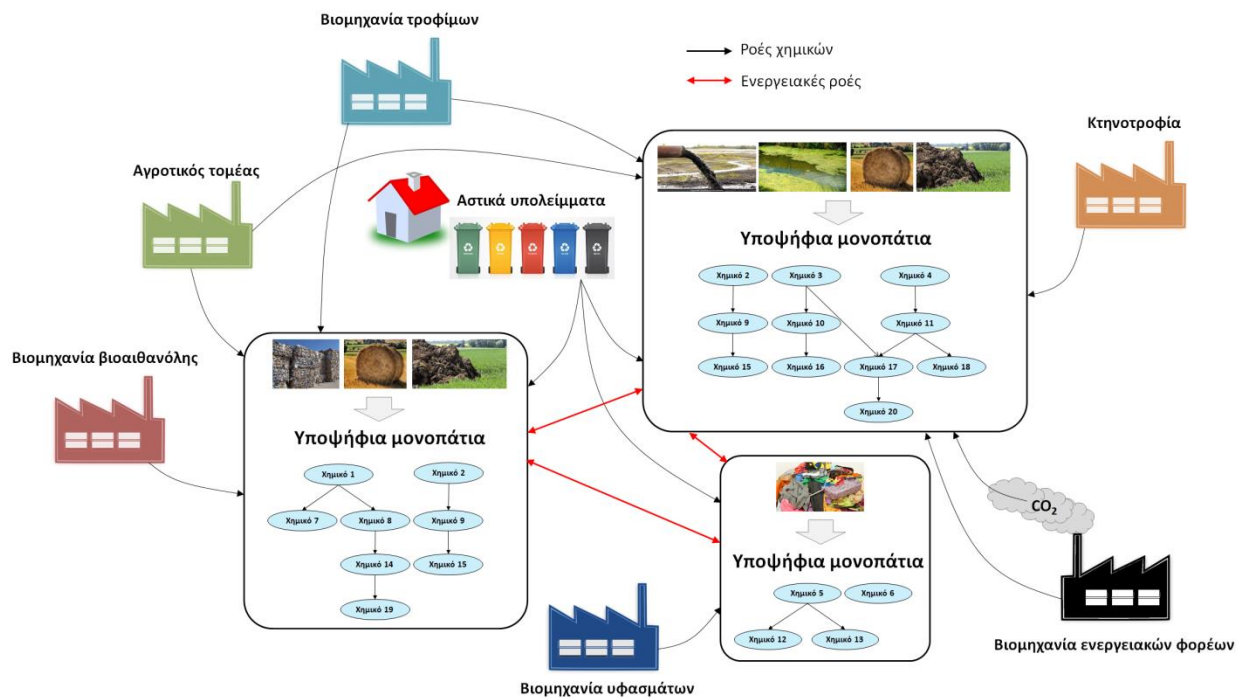 Βιομηχανία τροφίμων
Ροές χημικών
Ενεργειακές ροές
Κτηνοτροφία
Αγροτικός τομέας
Αστικά υπολείμματα
Υποψήφια μονοπάτια
Χημικό 2
Χημικό 3
Χημικό 4
Χημικό 9
Χημικό 10
Χημικό 11
Χημικό 15
Χημικό 16
Χημικό 17
Χημικό 18
Χημικό 20
Βιομηχανία βιοαιθανόλης
Υποψήφια μονοπάτια
Χημικό 1
Χημικό 2
Χημικό 7
Χημικό 8
Χημικό 9
Χημικό 14
Χημικό 15
Χημικό 19
Υποψήφια μονοπάτια
Χημικό 5
Χημικό 6
Χημικό 12
Χημικό 13
CO₂
Βιομηχανία ενεργειακών φορέων
Βιομηχανία υφασμάτων